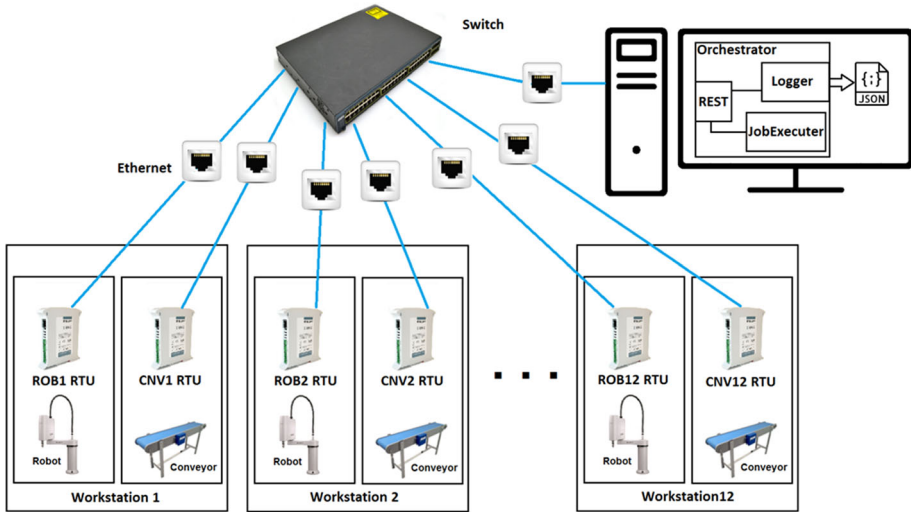 Switch
Orchestrator
Logger
REST
{;}
JSON
JobExecuter
Ethernet
ROB1 RTU
CNV1 RTU
ROB2 RTU
CNV2 RTU
ROB12 RTU
CNV12 RTU
Robot
Conveyor
Robot
Conveyor
Robot
Conveyor
Workstation 1
Workstation 2
Workstation12